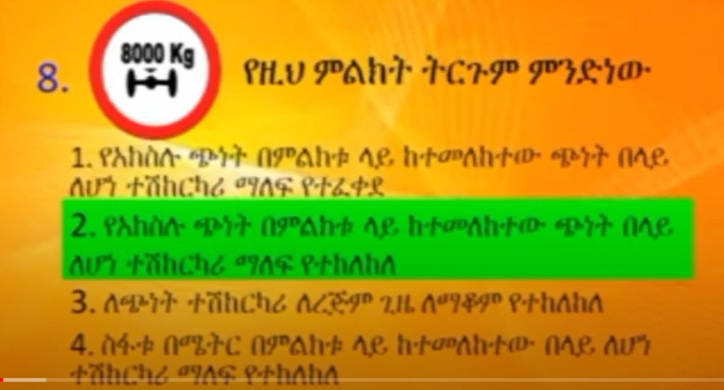 8000 Kg
8. የዚህ ምልክት ትርጉም ምንድነው
1. የአክስሉ ጭነት በምልክቱ ላይ ከተመለከተው ጭነት በላይ
ለሆነ ተሽከርካሪ ማለፍ የተፈቀደ
2. የአክስሉ ጭነት በምልክቱ ላይ ከተመለከተው ጭነት በላይ
ለሆነ ተሽከርካሪ ማለፍ የተከለከለ
3. ለጭነት ተሽከርካሪ ለረጅም ጊዜ ለማቆም የተከለከለ
4. ስፋቱ በሜትር በምልክቱ ላይ ከተመለከተው በላይ ለሆነ
ተሽከርካሪ ማለፍ የተከለከለ